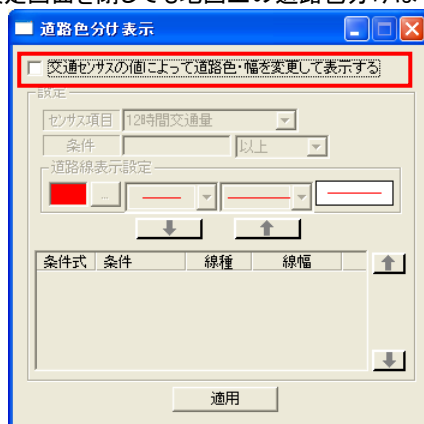 道路色分け表示
交通センサスの値によって道路色・幅を変更して表示する
設定
センサス項目 12時間交通量
条件 以上
道路線表示設定
...
条件式 条件 線種 線幅
適用